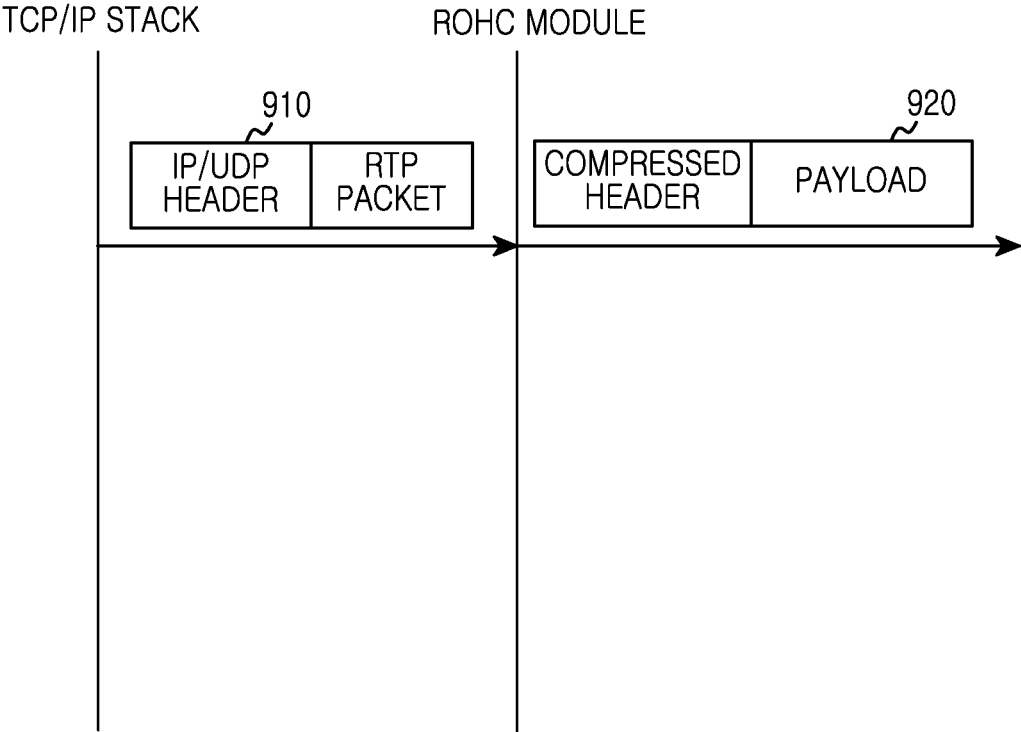 TCP/IP STACK
ROHC MODULE
910
920
IP/UDP
HEADER
RTP
PACKET
COMPRESSED
HEADER
PAYLOAD